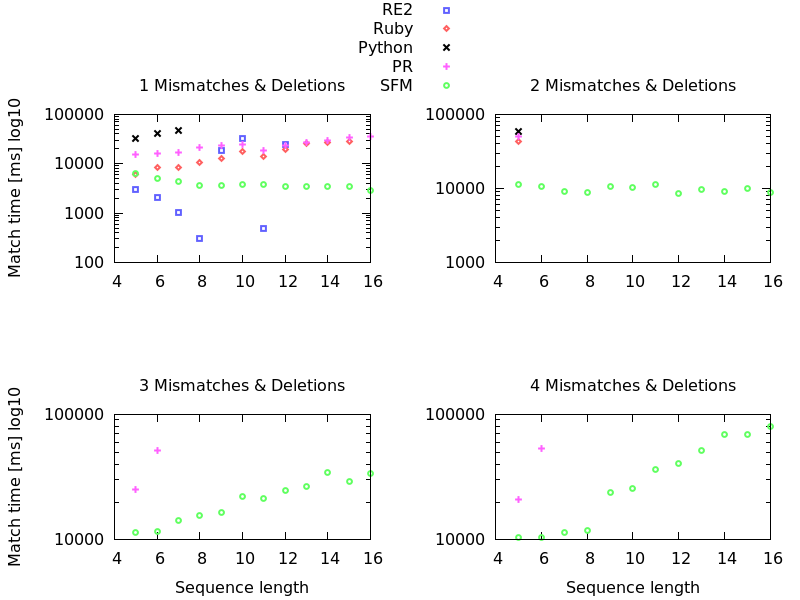 RE2
Ruby
Python
PR
SFM
1 Mismatches & Deletions
2 Mismatches & Deletions
Match time [ms] log10
100000
10000
1000
100
4 6 8 10 12 14 16
100000
10000
1000
4 6 8 10 12 14 16
3 Mismatches & Deletions
4 Mismatches & Deletions
Match time [ms] log10
100000
10000
4 6 8 10 12 14 16
Sequence length
100000
10000
4 6 8 10 12 14 16
Sequence length